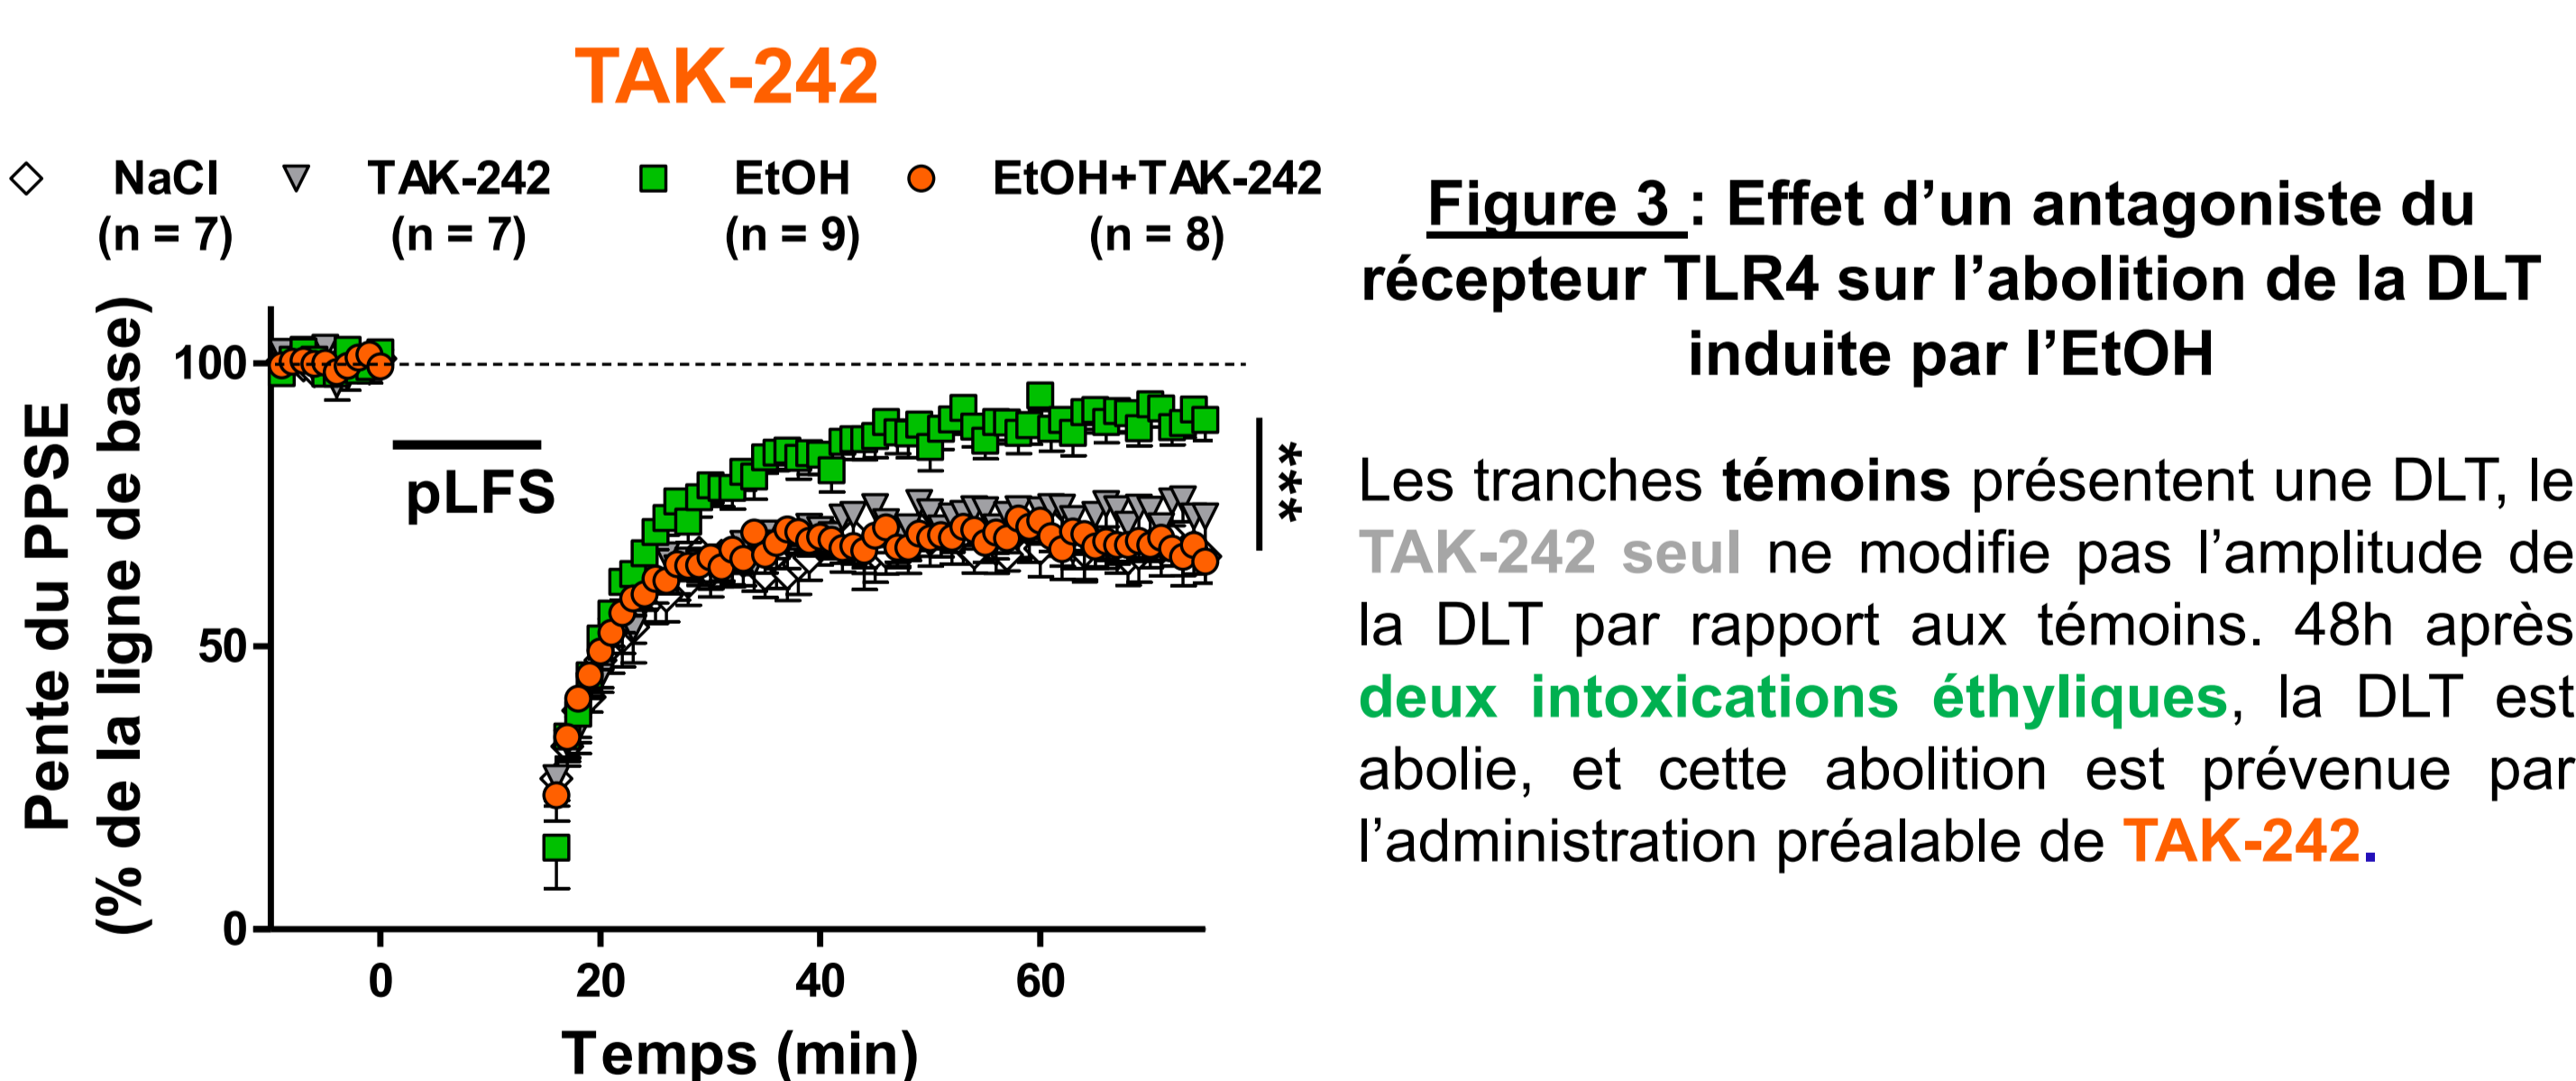 TAK-242
NaCl TAK-242 EtOH EtOH+TAK-242
(n = 7) (n = 7) (n = 9) (n = 8)
Pente du PPSE
(% de la ligne de base)
100
50
0
pLFS
***
0 20 40 60
Temps (min)
Figure 3 : Effet d’un antagoniste du
récepteur TLR4 sur l’abolition de la DLT
induite par l’EtOH
Les tranches témoins présentent une DLT, le
TAK-242 seul ne modifie pas l’amplitude de
la DLT par rapport aux témoins. 48h après
deux intoxications éthyliques, la DLT est
abolie, et cette abolition est prévenue par
l’administration préalable de TAK-242.